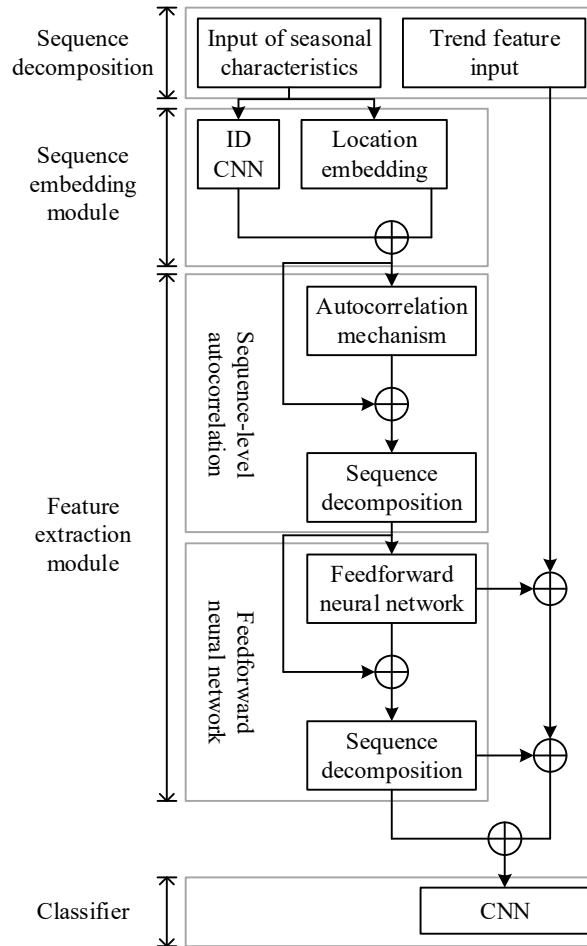 Sequence
decomposition
Input of seasonal
characteristics
Trend feature
input
Sequence
embedding
module
ID
CNN
Location
embedding
Feature
extraction
module
Sequence-level
autocorrelation
Autocorrelation
mechanism
Sequence
decomposition
Feedforward
neural network
Feedforward
neural network
Sequence
decomposition
Classifier
CNN